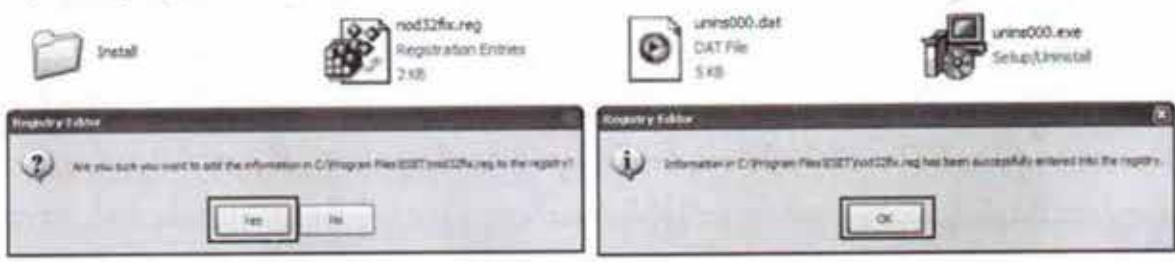 Install
nod32fix.reg
Registration Entries
2 KB
unins000.dat
DAT File
5 KB
unins000.exe
Setup/Uninstall
Registry Editor
Are you sure you want to add the information in C:/Program Files/ESET/nod32fix.reg to the registry?
Yes
No
Registry Editor
Information in C:/Program Files/ESET/nod32fix.reg has been successfully entered into the registry.
OK